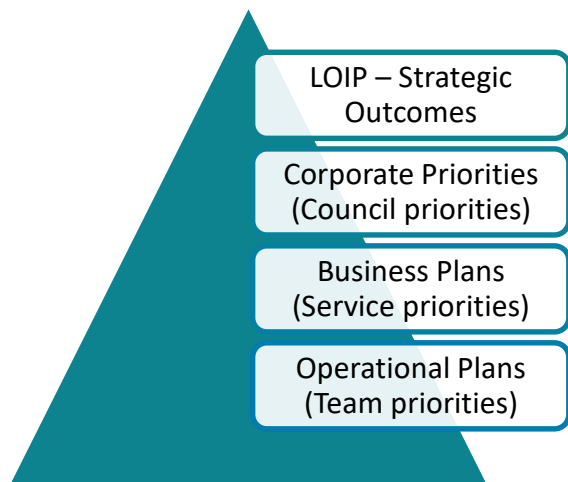 LOIP – Strategic
Outcomes
Corporate Priorities
(Council priorities)
Business Plans
(Service priorities)
Operational Plans
(Team priorities)